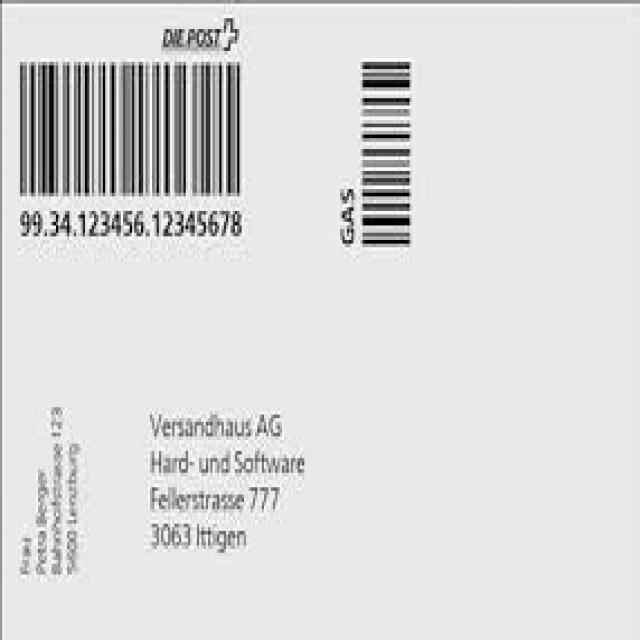 DIE POST
99.34.123456.12345678
GAS
Frau
Petra Berger
Bahnhofstrasse 123
5600 Lenzburg
Versandhaus AG
Hard- und Software
Fellerstrasse 777
3063 Ittigen